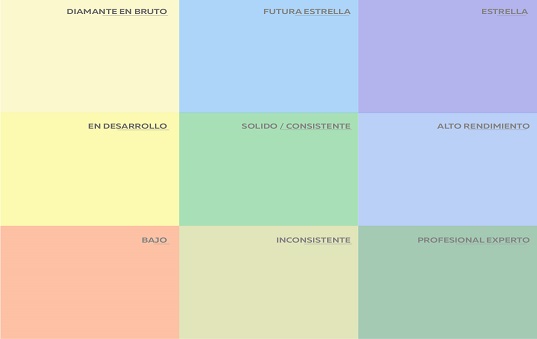 DIAMANTE EN BRUTO
FUTURA ESTRELLA
ESTRELLA
EN DESARROLLO
SOLIDO / CONSISTENTE
ALTO RENDIMIENTO
BAJO
INCONSISTENTE
PROFESIONAL EXPERTO